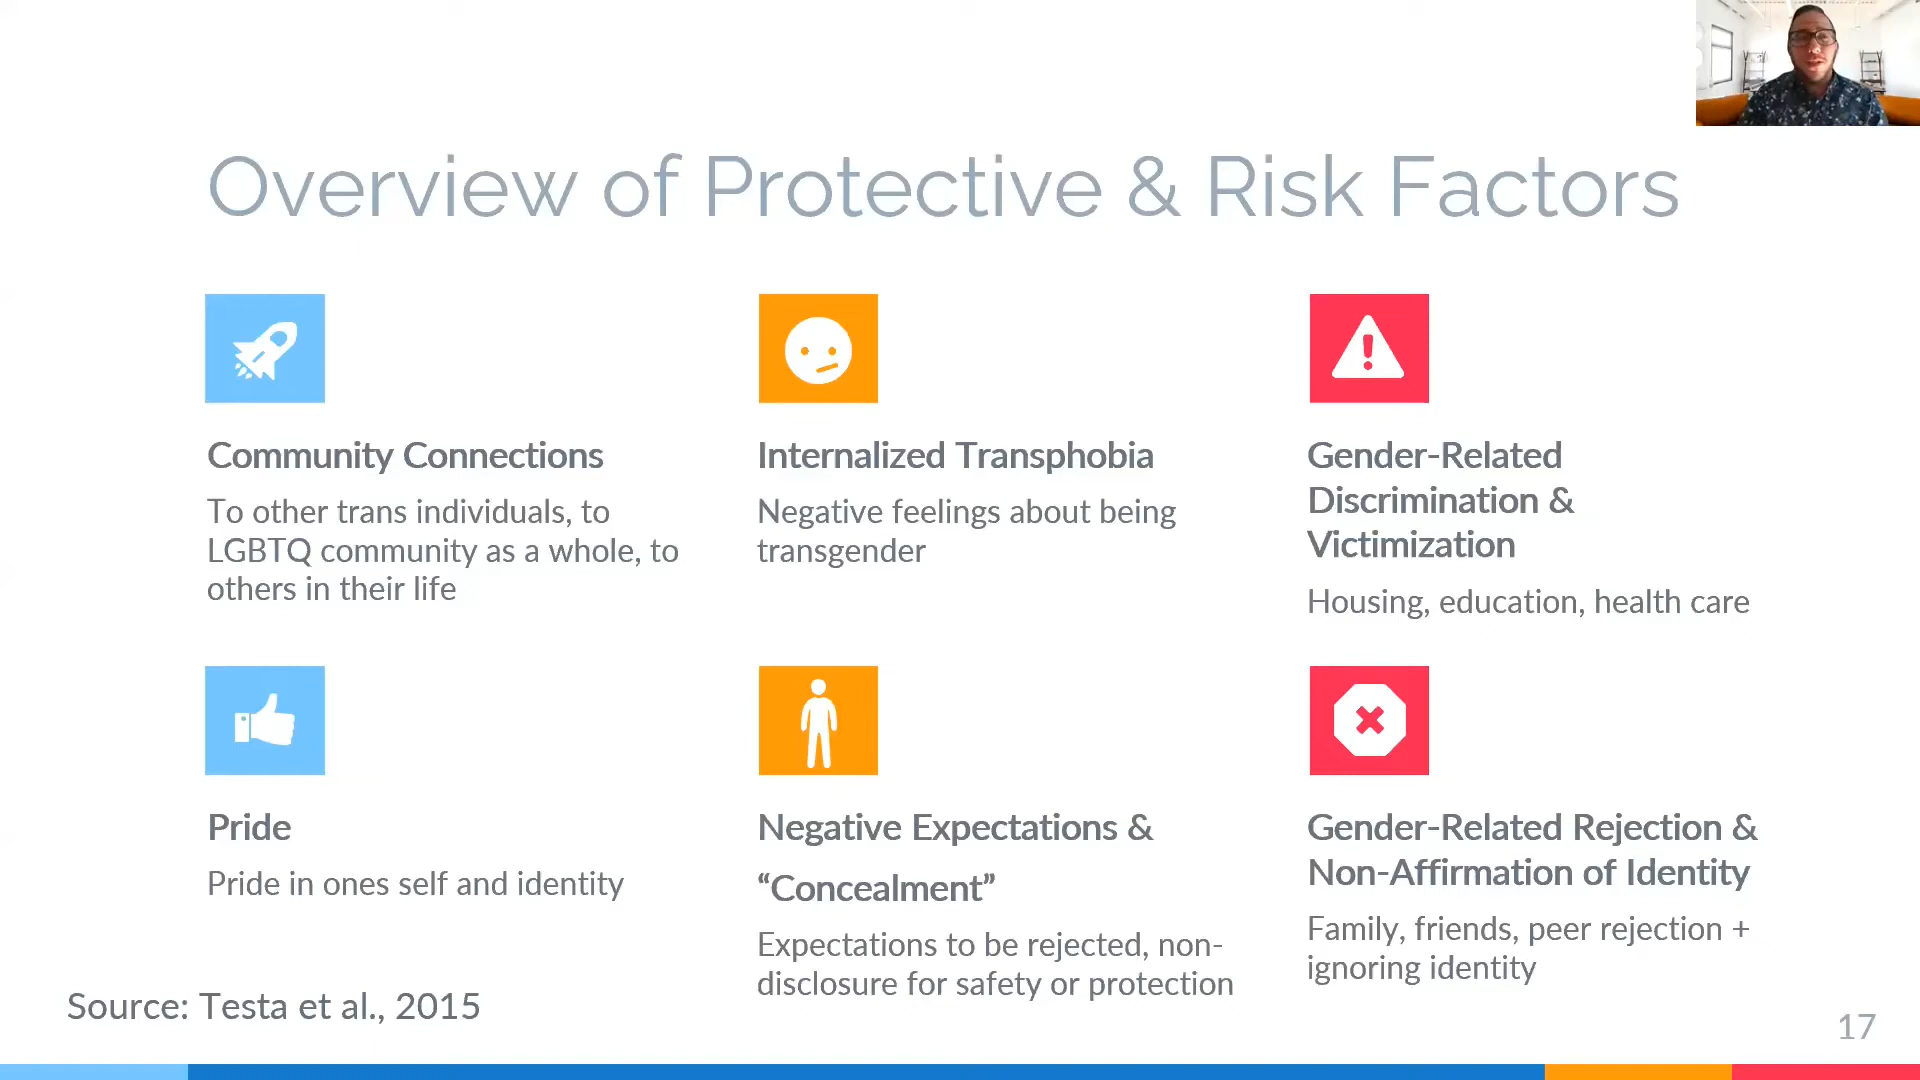 Overview of Protective & Risk Factors
Community Connections
To other trans individuals, to
LGBTQ community as a whole, to
others in their life
Internalized Transphobia
Negative feelings about being
transgender
Gender-Related
Discrimination &
Victimization
Housing, education, health care
Pride
Pride in ones self and identity
Negative Expectations &
“Concealment”
Expectations to be rejected, non-
disclosure for safety or protection
Gender-Related Rejection &
Non-Affirmation of Identity
Family, friends, peer rejection +
ignoring identity
Source: Testa et al., 2015
17